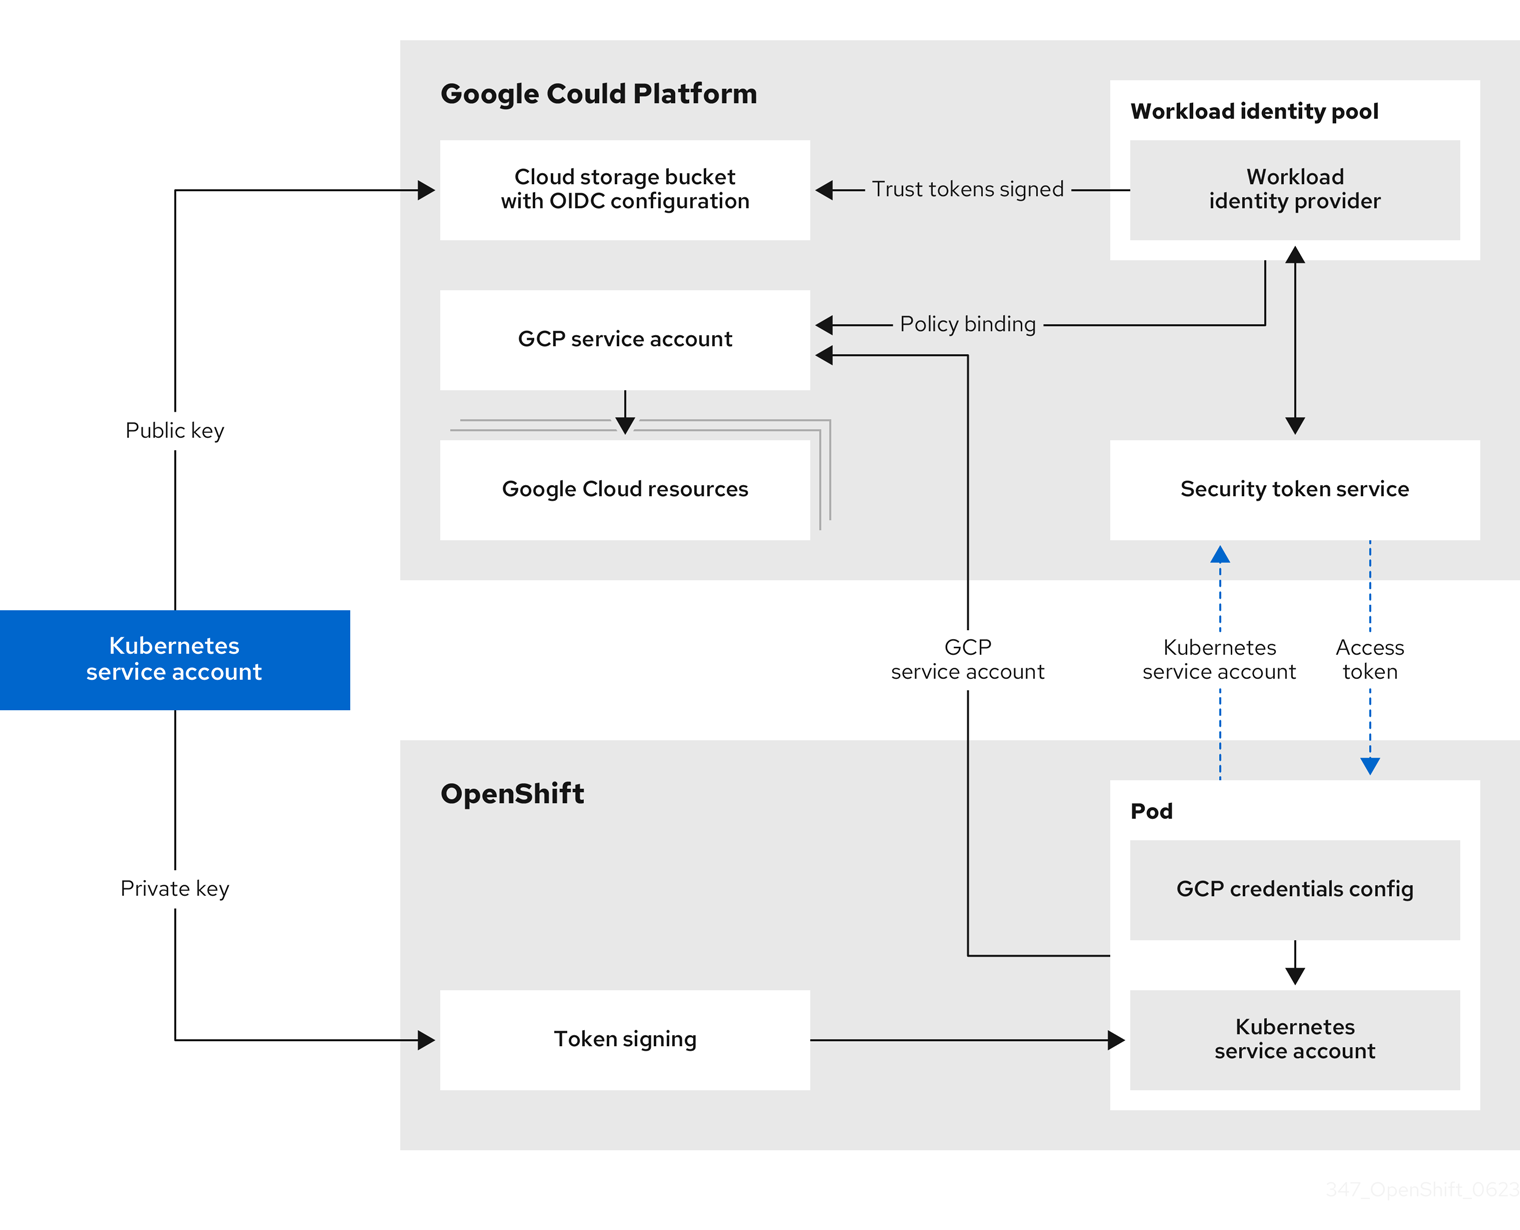 Google Could Platform
Workload identity pool
Cloud storage bucket
with OIDC configuration
Trust tokens signed
Workload
identity provider
GCP service account
Policy binding
Public key
Google Cloud resources
Security token service
Kubernetes
service account
GCP
service account
Kubernetes
service account
Access
token
OpenShift
Pod
Private key
GCP credentials config
Token signing
Kubernetes
service account
347_OpenShift_0623